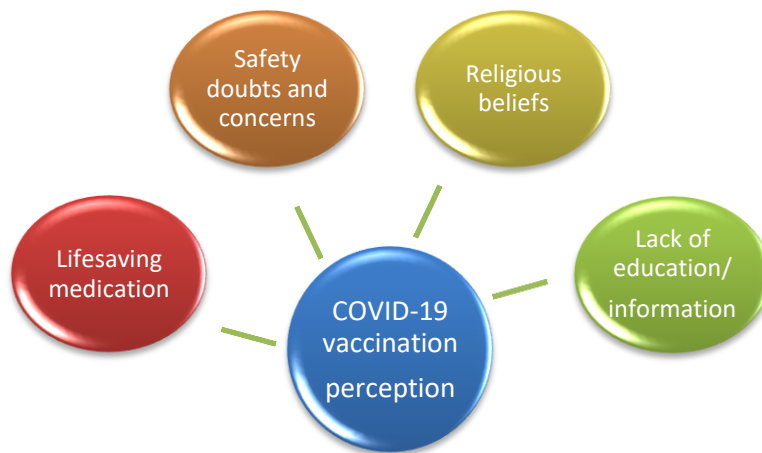 Safety
doubts and
concerns
Religious
beliefs
Lifesaving
medication
Lack of
education/
information
COVID-19
vaccination
perception